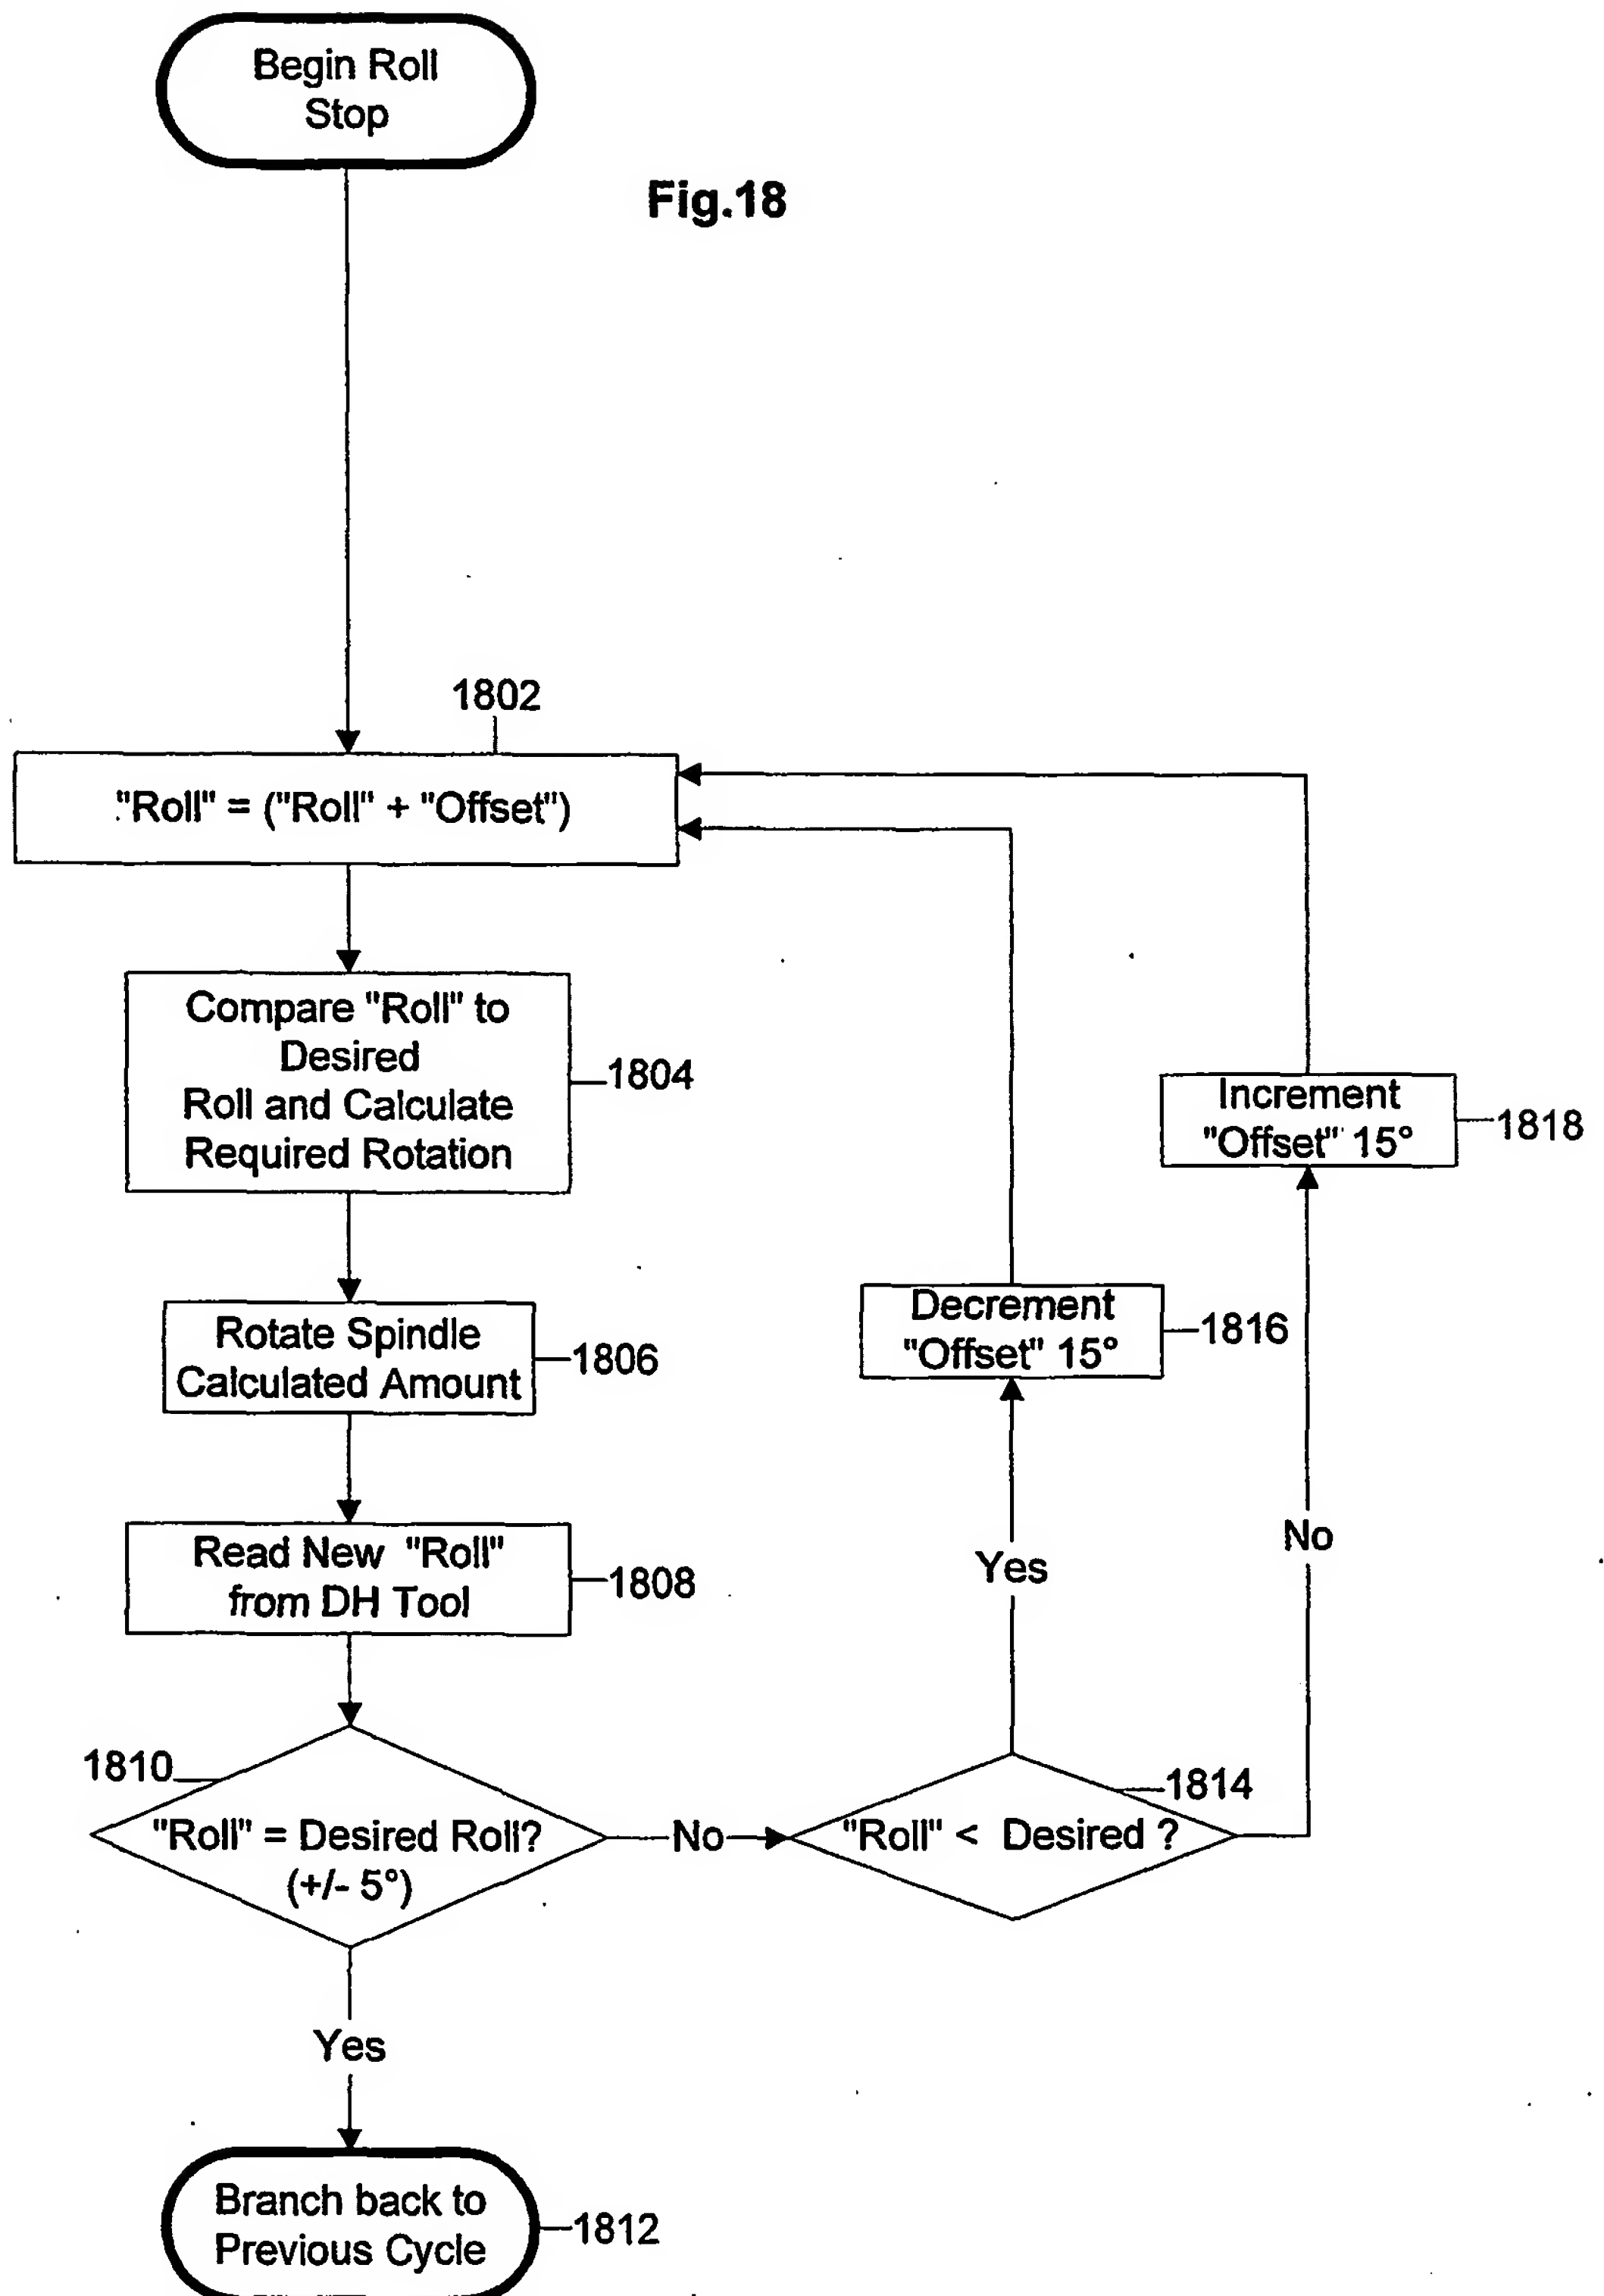 Begin Roll
Stop
Fig.18
1802
"Roll" = ("Roll" + "Offset")
Compare "Roll" to
Desired
Roll and Calculate
Required Rotation
1804
Increment
"Offset" 15°
1818
Decrement
"Offset" 15°
1816
Rotate Spindle
Calculated Amount
1806
Read New "Roll"
from DH Tool
1808
Yes
No
1810
"Roll" = Desired Roll?
(+/- 5°)
No
1814
"Roll" < Desired ?
Yes
Branch back to
Previous Cycle
1812